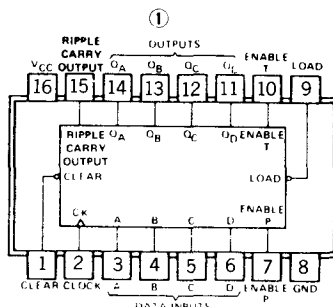 ①
OUTPUTS
RIPPLE
CARRY
OUTPUT
ENABLE
T
VCC QA QB QC LOAD
16 15 14 13 12 11 10 9
RIPPLE
CARRY
OUTPUT
QA QB QC QD ENABLE
T
CLEAR
LOAD
ENABLE
P
CK A B C D
1 2 3 4 5 6 7 8
CLEAR CLOCK A B C D ENABLE
P
GND
DATA INPUTS